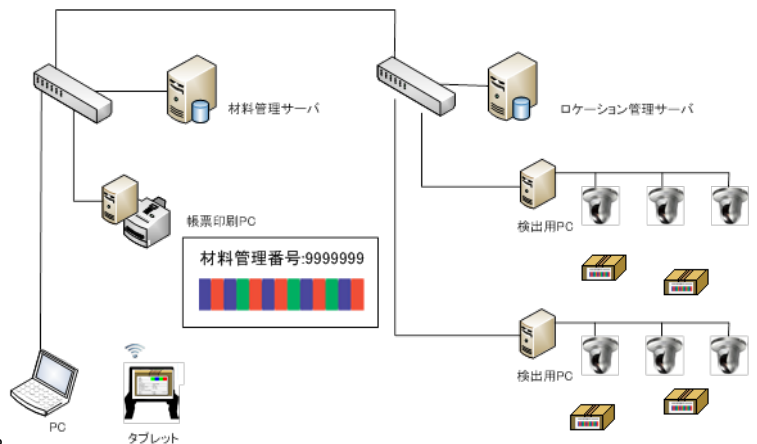 材料管理サーバ
ロケーション管理サーバ
検出用PC
帳票印刷PC
材料管理番号:9999999
検出用PC
PC
タブレット